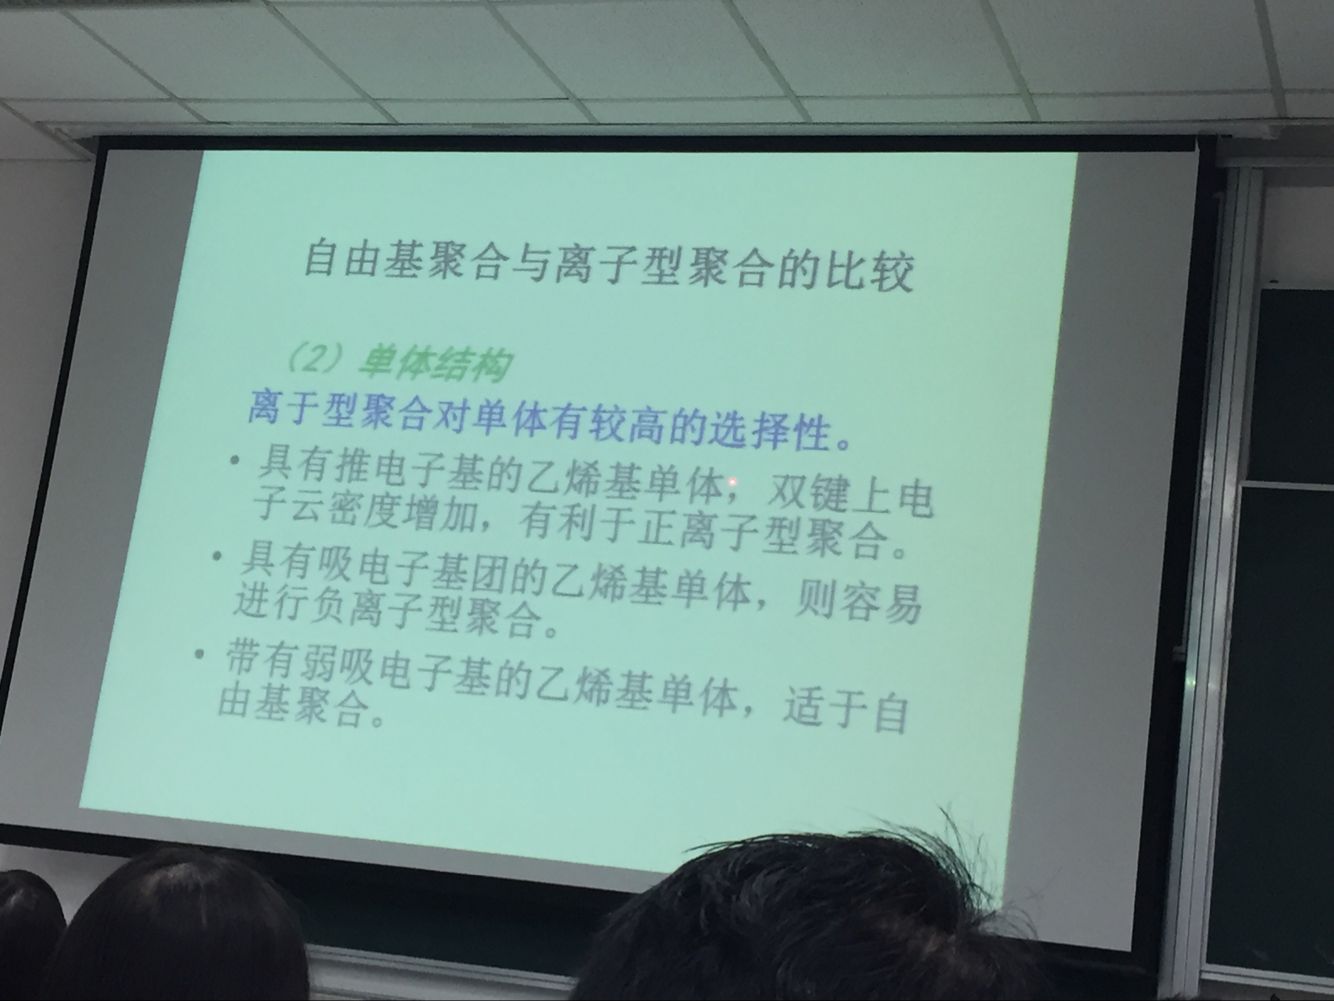 自由基聚合与离子型聚合的比较
（2）单体结构
离于型聚合对单体有较高的选择性。
• 具有推电子基的乙烯基单体，双键上电
子云密度增加，有利于正离子型聚合。
• 具有吸电子基团的乙烯基单体，则容易
进行负离子型聚合。
• 带有弱吸电子基的乙烯基单体，适于自
由基聚合。